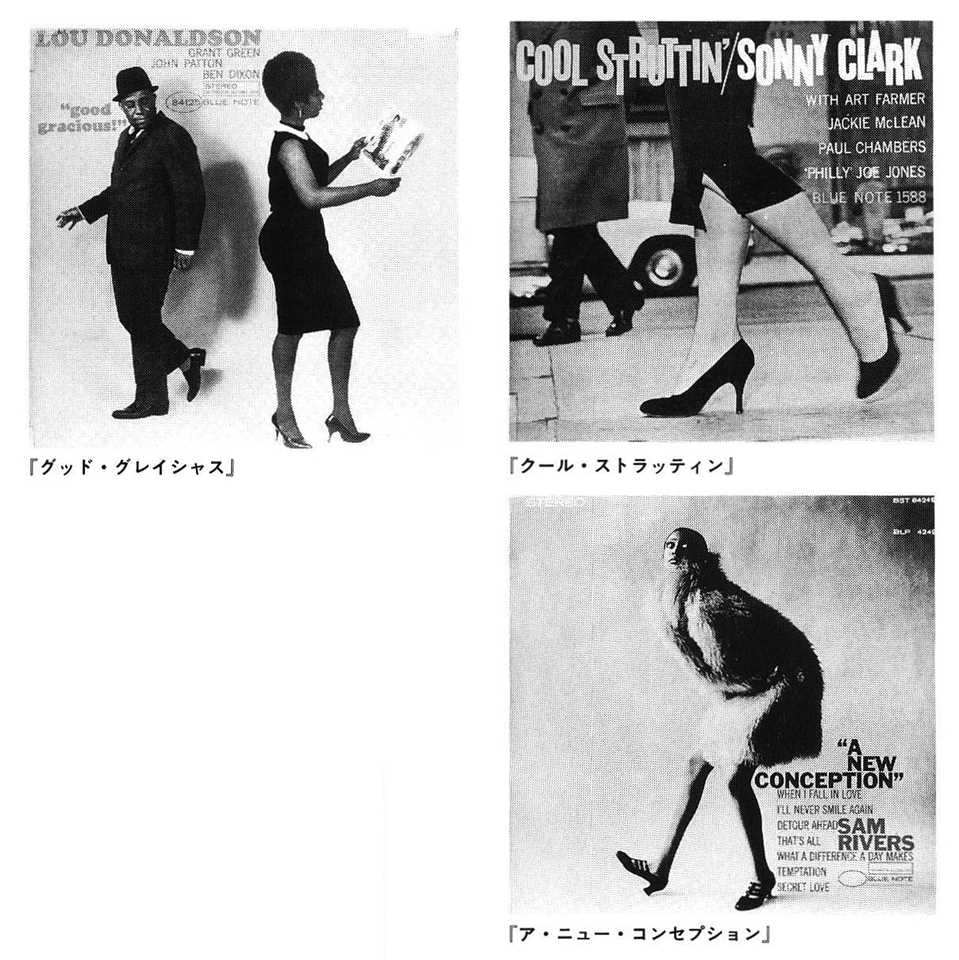 LOU DONALDSON
GRANT GREEN
JOHN PATTON
BEN DIXON
STEREO
84125 BLUE NOTE
"good
gracious!"
『グッド・グレイシャス』
COOL STRUTTIN'/SONNY CLARK
WITH ART FARMER
JACKIE McLEAN
PAUL CHAMBERS
'PHILLY' JOE JONES
BLUE NOTE 1588
『クール・ストラッティン』
STEREO
BST 84249
BLP 4249
"A
NEW
CONCEPTION"
WHEN I FALL IN LOVE
I'LL NEVER SMILE AGAIN
DETOUR AHEAD
THAT'S ALL
WHAT A DIFFERENCE A DAY MAKES
TEMPTATION
SECRET LOVE
SAM
RIVERS
BLUE NOTE
『ア・ニュー・コンセプション』